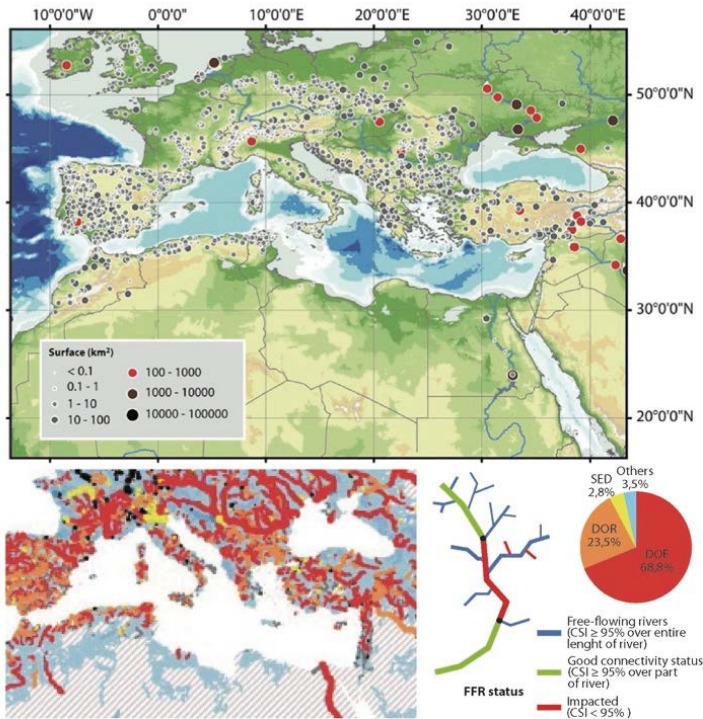 10°0'0"W 0°0'0" 10°0'0"E 20°0'0"E 30°0'0"E 40°0'0"E
50°0'0"N
40°0'0"N
30°0'0"N
20°0'0"N
Surface (km²)
< 0.1
0.1 - 1
1 - 10
10 - 100
100 - 1000
1000 - 10000
10000 - 100000
Others
3,5%
SED
2,8%
DOR
23,5%
DOF
68,8%
Free-flowing rivers
(CSI ≥ 95% over entire
lenght of river)
Good connectivity status
(CSI ≥ 95% over part
of river)
Impacted
(CSI < 95% )
FFR status